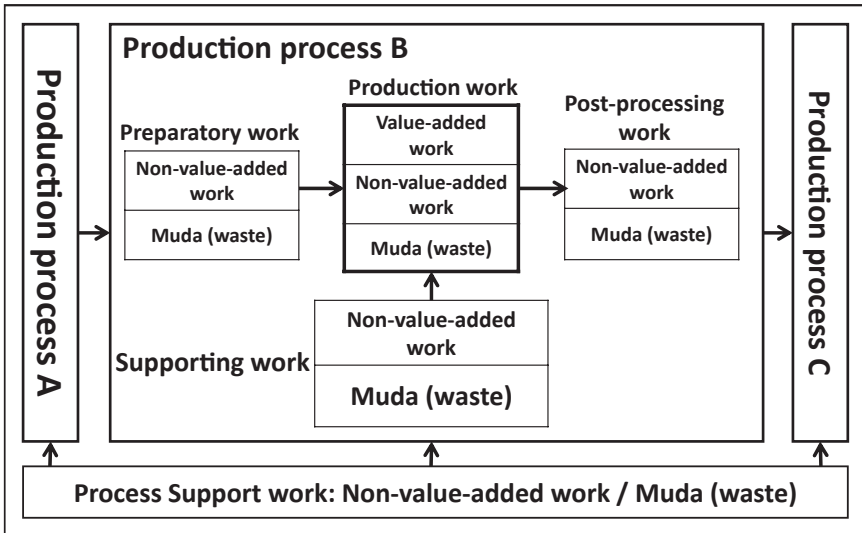 Production process A
Production process B
Preparatory work
Non-value-added
work
Muda (waste)
Production work
Value-added
work
Non-value-added
work
Muda (waste)
Post-processing
work
Non-value-added
work
Muda (waste)
Supporting work
Non-value-added
work
Muda (waste)
Production process C
Process Support work: Non-value-added work / Muda (waste)